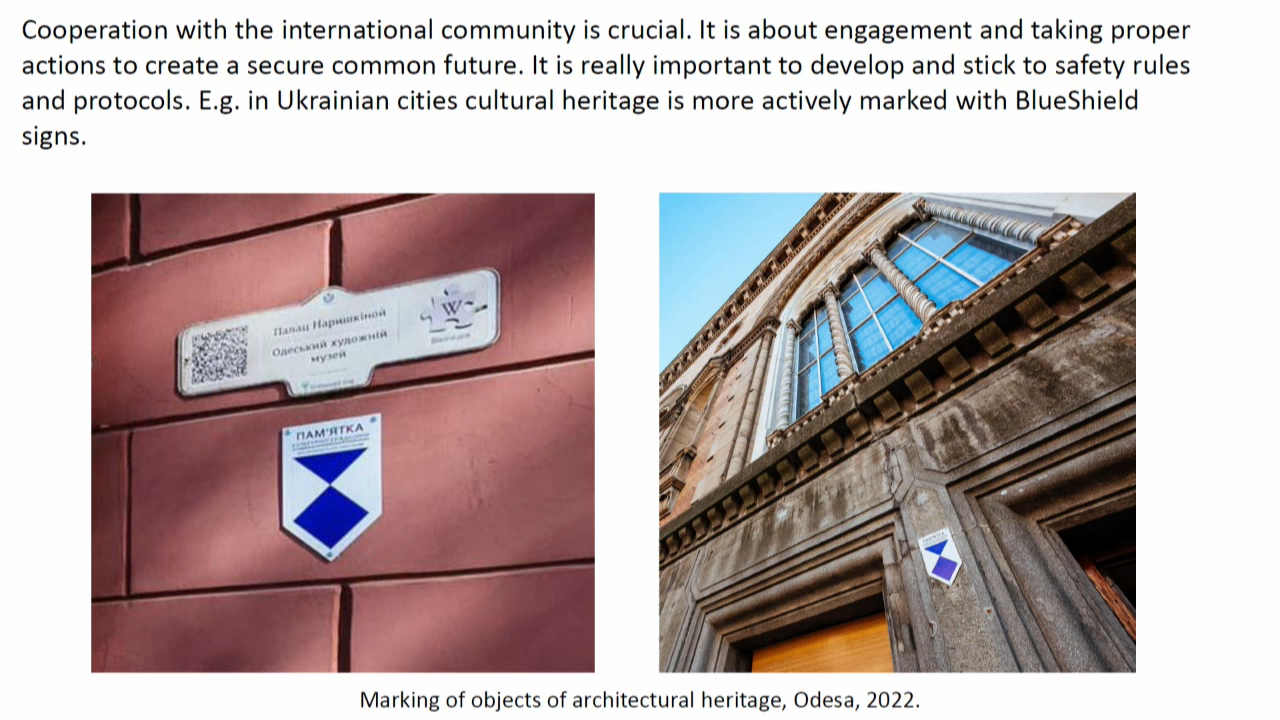 Cooperation with the international community is crucial. It is about engagement and taking proper
actions to create a secure common future. It is really important to develop and stick to safety rules
and protocols. E.g. in Ukrainian cities cultural heritage is more actively marked with BlueShield
signs.
Палац Наришкіной
Одеський художній
музей
W
Вікіпедія
ПАМ'ЯТКА
Marking of objects of architectural heritage, Odesa, 2022.